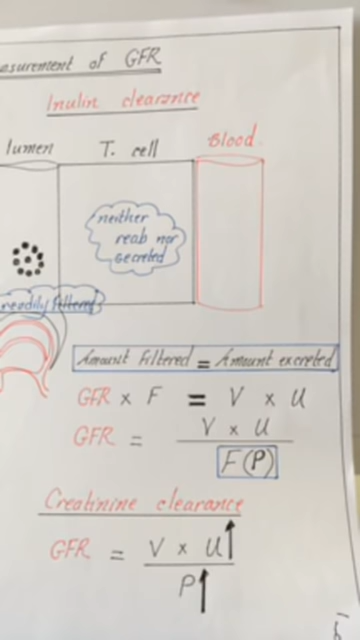 asurement of GFR
Inulin clearance
lumen T. cell Blood
neither
reab nor
secreted
readily filtered
Amount Filtered = Amount excreted
GFR x F = V x U
GFR = V x U
F(P)
Creatinine clearance
GFR = V x U↑
P↑